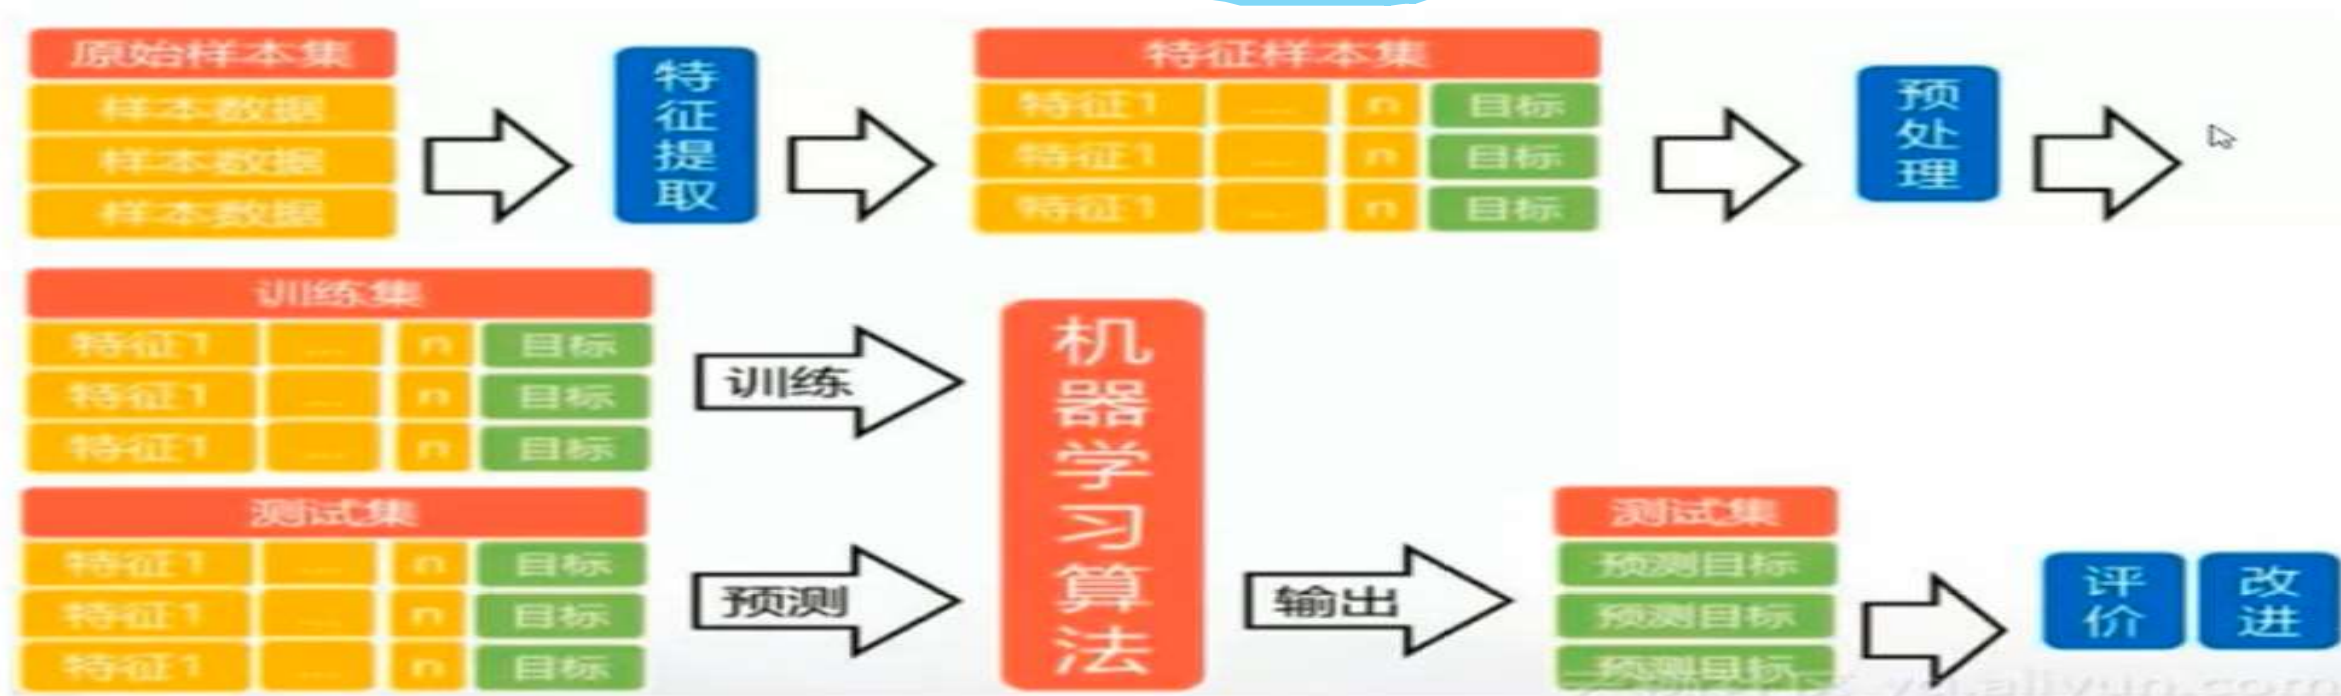 原始样本集
样本数据
样本数据
样本数据
特征提取
特征样本集
特征1 ... n 目标
特征1 ... n 目标
特征1 ... n 目标
预处理
训练集
特征1 ... n 目标
特征1 ... n 目标
特征1 ... n 目标
训练
测试集
特征1 ... n 目标
特征1 ... n 目标
特征1 ... n 目标
预测
机器学习算法
输出
测试集
预测目标
预测目标
预测目标
评价
改进